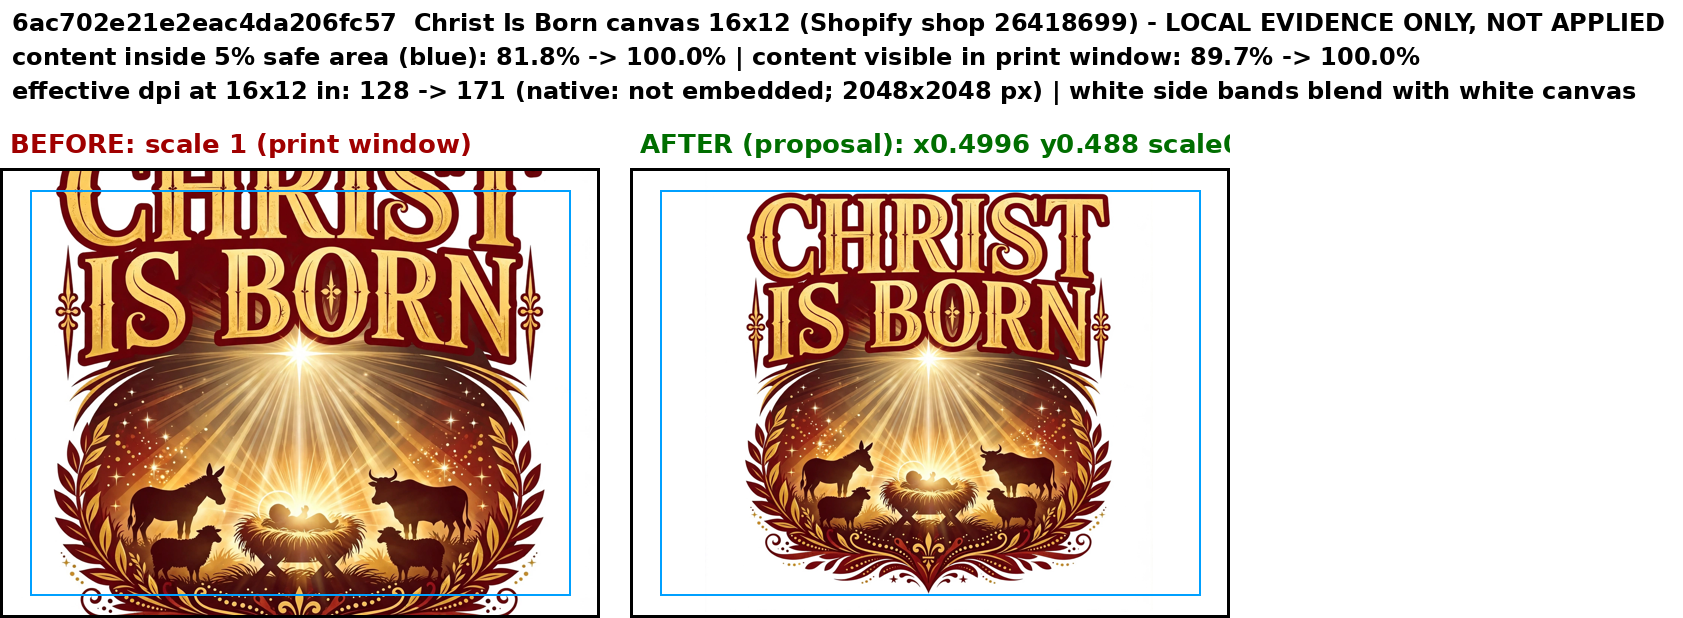 6ac702e21e2eac4da206fc57  Christ Is Born canvas 16x12 (Shopify shop 26418699) - LOCAL EVIDENCE ONLY, NOT APPLIED
content inside 5% safe area (blue): 81.8% -> 100.0% | content visible in print window: 89.7% -> 100.0%
effective dpi at 16x12 in: 128 -> 171 (native: not embedded; 2048x2048 px) | white side bands blend with white canvas
BEFORE: scale 1 (print window)
AFTER (proposal): x0.4996 y0.488 scale
CHRIST
IS BORN
CHRIST
IS BORN